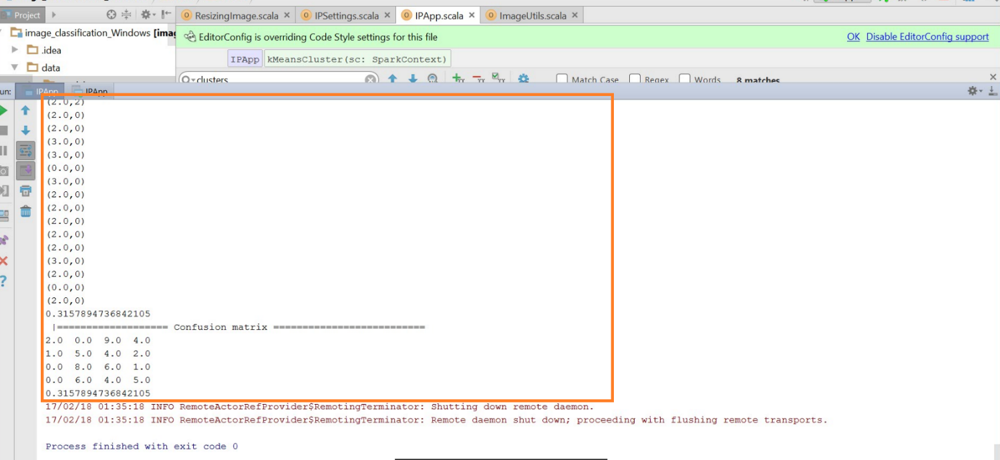 Project
ResizingImage.scala × IPSettings.scala × IPApp.scala × ImageUtils.scala ×
image_classification_Windows [imag
EditorConfig is overriding Code Style settings for this file OK Disable EditorConfig support
.idea
IPApp kMeansCluster(sc: SparkContext)
data
clusters Match Case Regex Words 8 matches
un: IPApp IPApp
(2.0,2)
(2.0,0)
(2.0,0)
(3.0,0)
(3.0,0)
(0.0,0)
(3.0,0)
(2.0,0)
(2.0,0)
(2.0,0)
(2.0,0)
(2.0,0)
(3.0,0)
(2.0,0)
(0.0,0)
(2.0,0)
0.3157894736842105
|=================== Confusion matrix ==========================
2.0 0.0 9.0 4.0
1.0 5.0 4.0 2.0
0.0 8.0 6.0 1.0
0.0 6.0 4.0 5.0
0.3157894736842105
17/02/18 01:35:18 INFO RemoteActorRefProvider$RemotingTerminator: Shutting down remote daemon.
17/02/18 01:35:18 INFO RemoteActorRefProvider$RemotingTerminator: Remote daemon shut down; proceeding with flushing remote transports.
Process finished with exit code 0